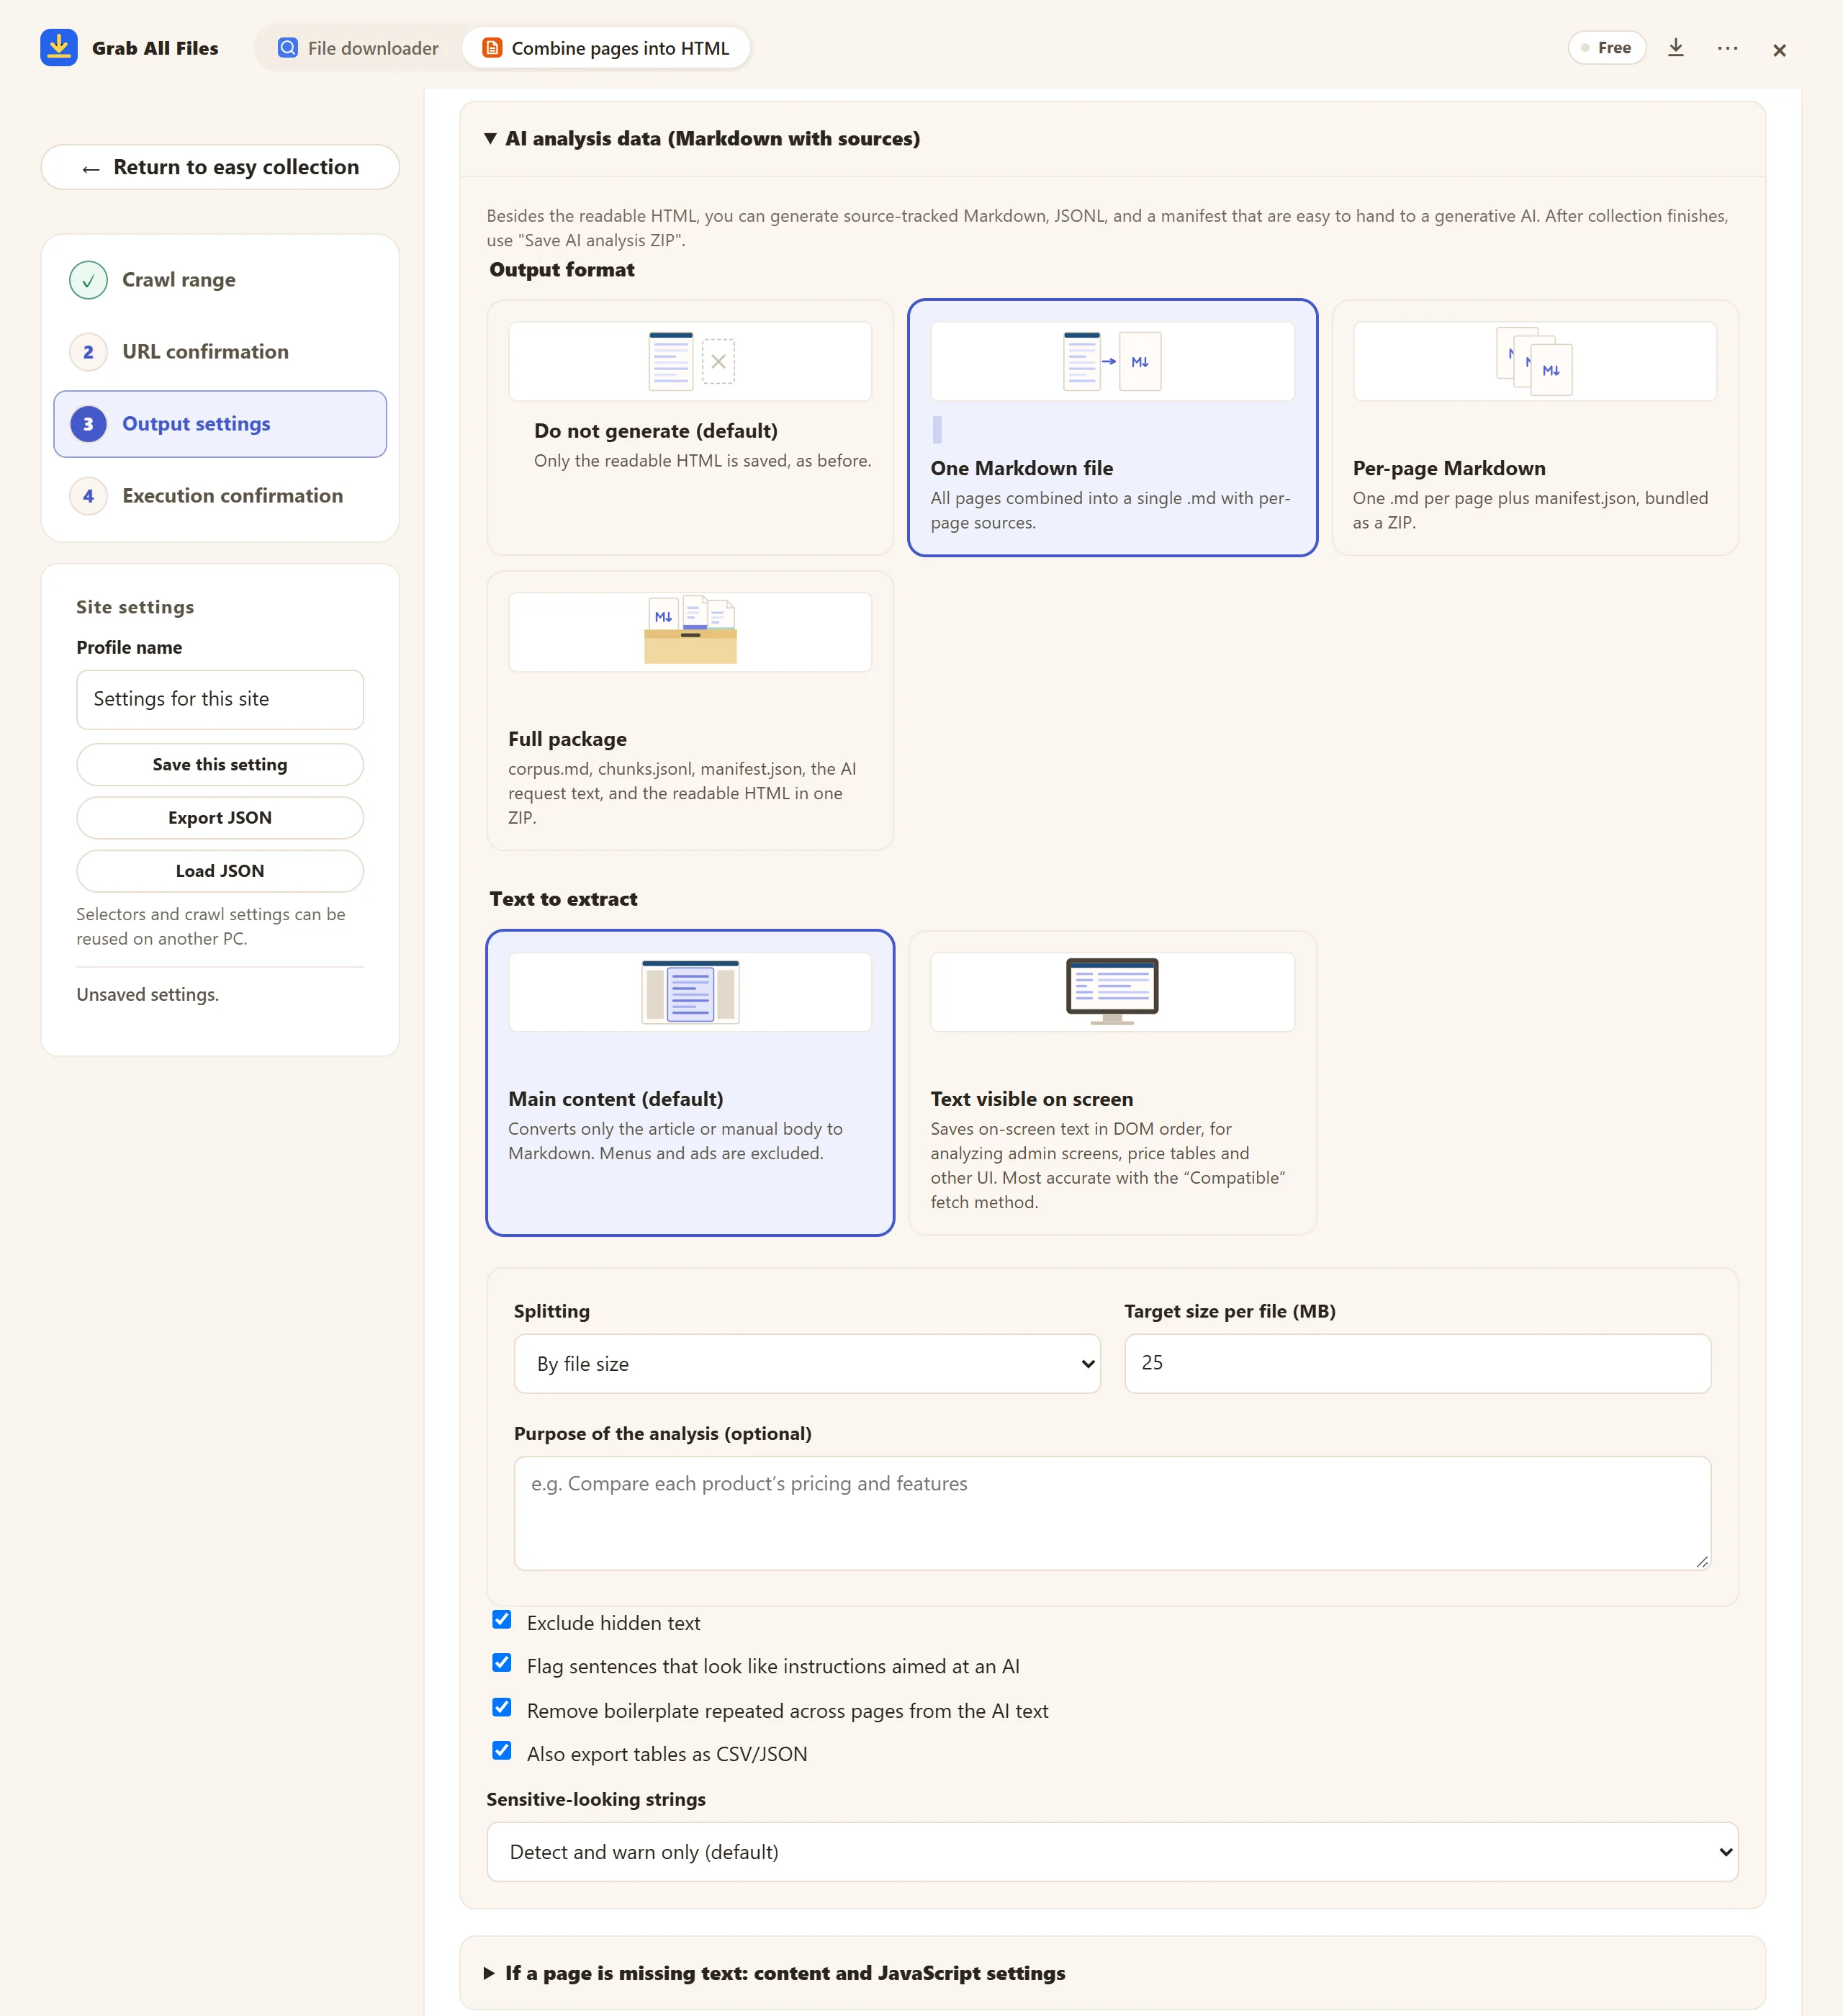 Grab All Files
File downloader
Combine pages into HTML
Free
← Return to easy collection
✓ Crawl range
2 URL confirmation
3 Output settings
4 Execution confirmation
Site settings
Profile name
Settings for this site
Save this setting
Export JSON
Load JSON
Selectors and crawl settings can be
reused on another PC.
Unsaved settings.
▼ AI analysis data (Markdown with sources)
Besides the readable HTML, you can generate source-tracked Markdown, JSONL, and a manifest that are easy to hand to a generative AI. After collection finishes,
use "Save AI analysis ZIP".
Output format
Do not generate (default)
Only the readable HTML is saved, as before.
M↓
One Markdown file
All pages combined into a single .md with per-
page sources.
M↓
Per-page Markdown
One .md per page plus manifest.json, bundled
as a ZIP.
M↓
Full package
corpus.md, chunks.jsonl, manifest.json, the AI
request text, and the readable HTML in one
ZIP.
Text to extract
Main content (default)
Converts only the article or manual body to
Markdown. Menus and ads are excluded.
Text visible on screen
Saves on-screen text in DOM order, for
analyzing admin screens, price tables and
other UI. Most accurate with the “Compatible”
fetch method.
Splitting
By file size
Target size per file (MB)
25
Purpose of the analysis (optional)
e.g. Compare each product’s pricing and features
Exclude hidden text
Flag sentences that look like instructions aimed at an AI
Remove boilerplate repeated across pages from the AI text
Also export tables as CSV/JSON
Sensitive-looking strings
Detect and warn only (default)
▶ If a page is missing text: content and JavaScript settings